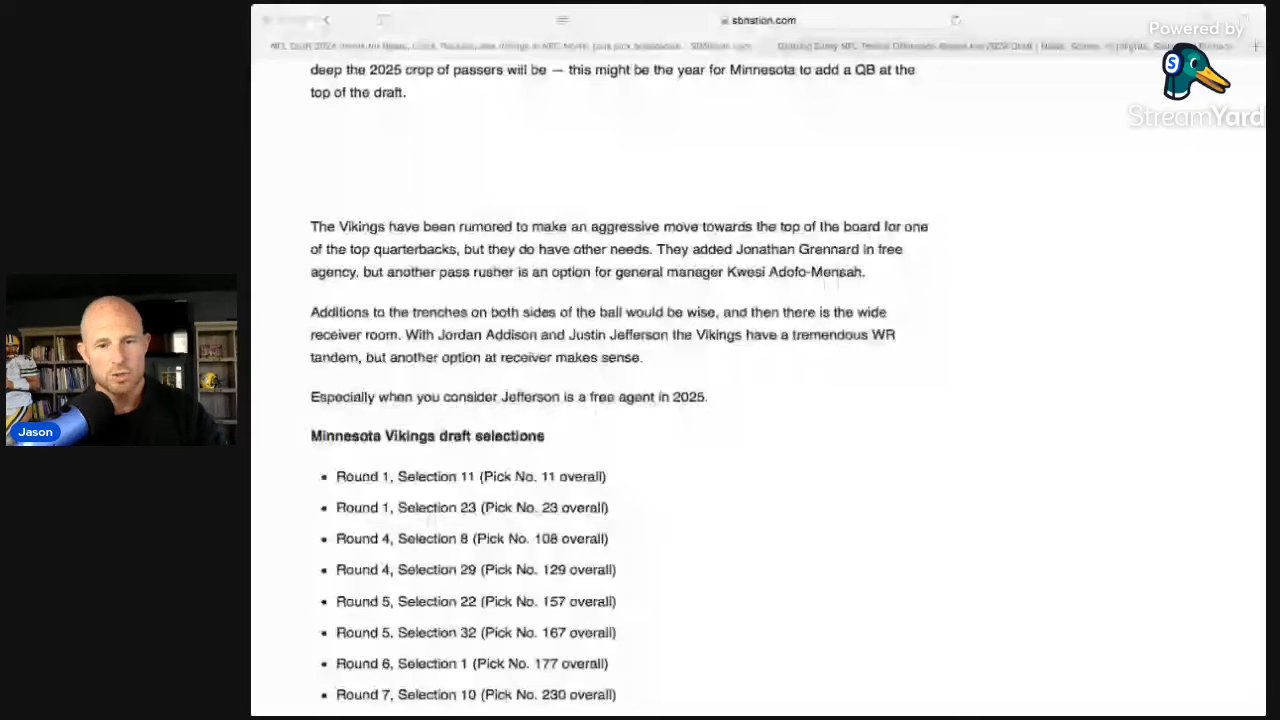 sbnation.com
Powered by
StreamYard
deep the 2025 crop of passers will be — this might be the year for Minnesota to add a QB at the
top of the draft.
The Vikings have been rumored to make an aggressive move towards the top of the board for one
of the top quarterbacks, but they do have other needs. They added Jonathan Grennard in free
agency, but another pass rusher is an option for general manager Kwesi Adofo-Mensah.
Additions to the trenches on both sides of the ball would be wise, and then there is the wide
receiver room. With Jordan Addison and Justin Jefferson the Vikings have a tremendous WR
tandem, but another option at receiver makes sense.
Especially when you consider Jefferson is a free agent in 2025.
Minnesota Vikings draft selections
• Round 1, Selection 11 (Pick No. 11 overall)
• Round 1, Selection 23 (Pick No. 23 overall)
• Round 4, Selection 8 (Pick No. 108 overall)
• Round 4, Selection 29 (Pick No. 129 overall)
• Round 5, Selection 22 (Pick No. 157 overall)
• Round 5, Selection 32 (Pick No. 167 overall)
• Round 6, Selection 1 (Pick No. 177 overall)
• Round 7, Selection 10 (Pick No. 230 overall)
Jason